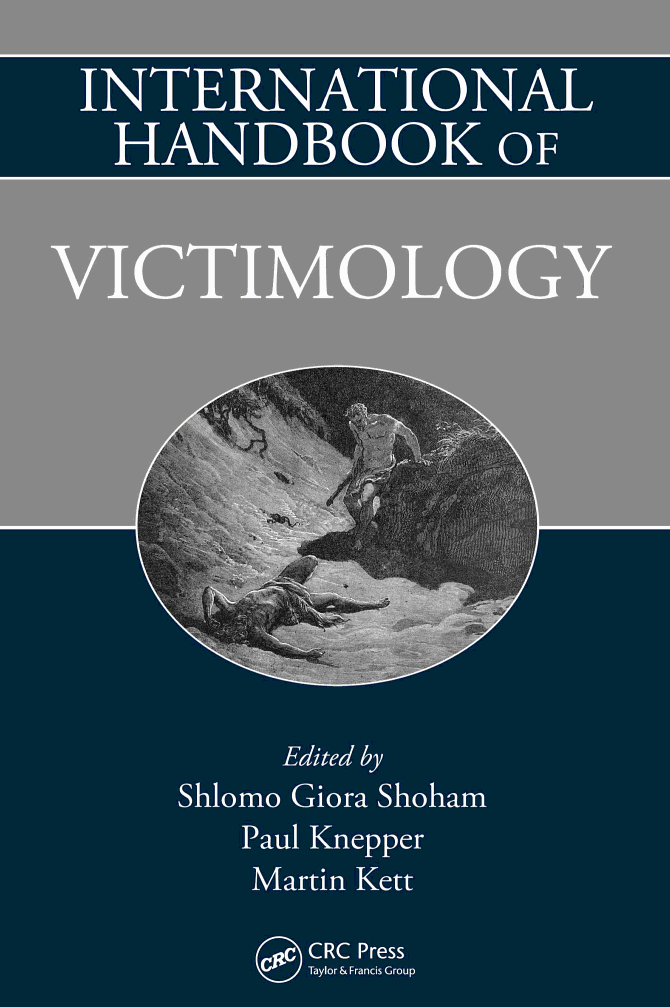 INTERNATIONAL
HANDBOOK OF
VICTIMOLOGY
Edited by
Shlomo Giora Shoham
Paul Knepper
Martin Kett
CRC
CRC Press
Taylor & Francis Group